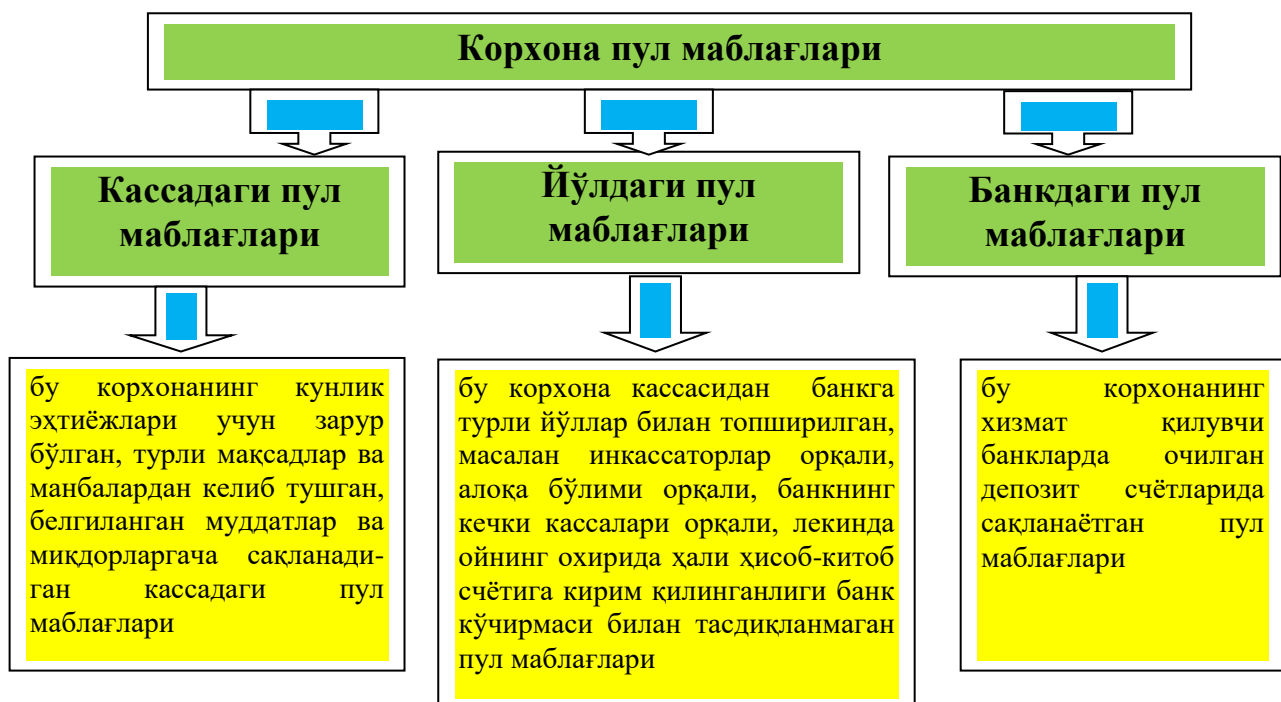 Корхона пул маблағлари
Кассадаги пул
маблағлари
Йўлдаги пул
маблағлари
Банкдаги пул
маблағлари
бу корхонанинг кунлик
эҳтиёжлари учун зарур
бўлган, турли мақсадлар ва
манбалардан келиб тушган,
белгиланган муддатлар ва
миқдорларгача сақланади-
ган кассадаги пул
маблағлари
бу корхона кассасидан банкга
турли йўллар билан топширилган,
масалан инкассаторлар орқали,
алоқа бўлими орқали, банкнинг
кечки кассалари орқали, лекинда
ойнинг охирида ҳали ҳисоб-китоб
счётига кирим қилинганлиги банк
кўчирмаси билан тасдиқланмаган
пул маблағлари
бу корхонанинг
хизмат қилувчи
банкларда очилган
депозит счётларида
сақланаётган пул
маблағлари